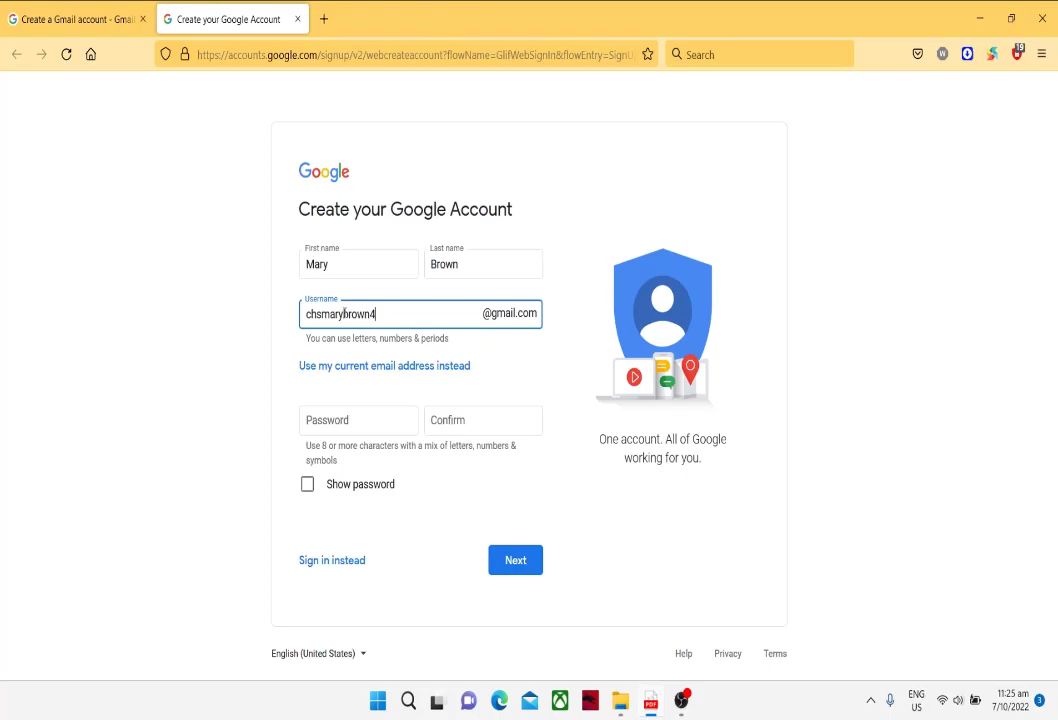 Create a Gmail account - Gmai
Create your Google Account
https://accounts.google.com/signup/v2/webcreateaccount?flowName=GlifWebSignIn&flowEntry=SignU
Search
W
19
Google
Create your Google Account
First name
Last name
Mary
Brown
Username
chsmarybrown4
@gmail.com
You can use letters, numbers & periods
Use my current email address instead
Password
Confirm
Use 8 or more characters with a mix of letters, numbers &
symbols
Show password
Sign in instead
Next
One account. All of Google
working for you.
English (United States)
Help
Privacy
Terms
PDF
ENG
US
11:25 am
7/10/2022
3